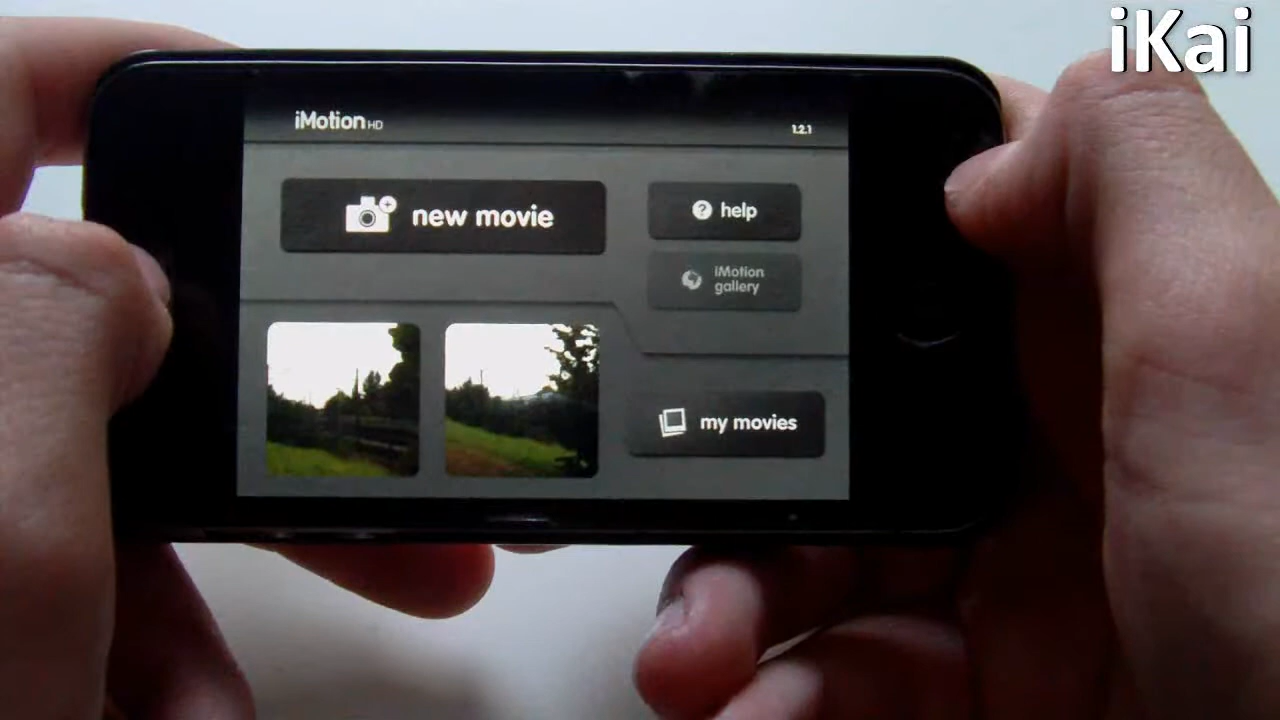 iKai
iMotion HD
1.2.1
new movie
help
iMotion
gallery
my movies